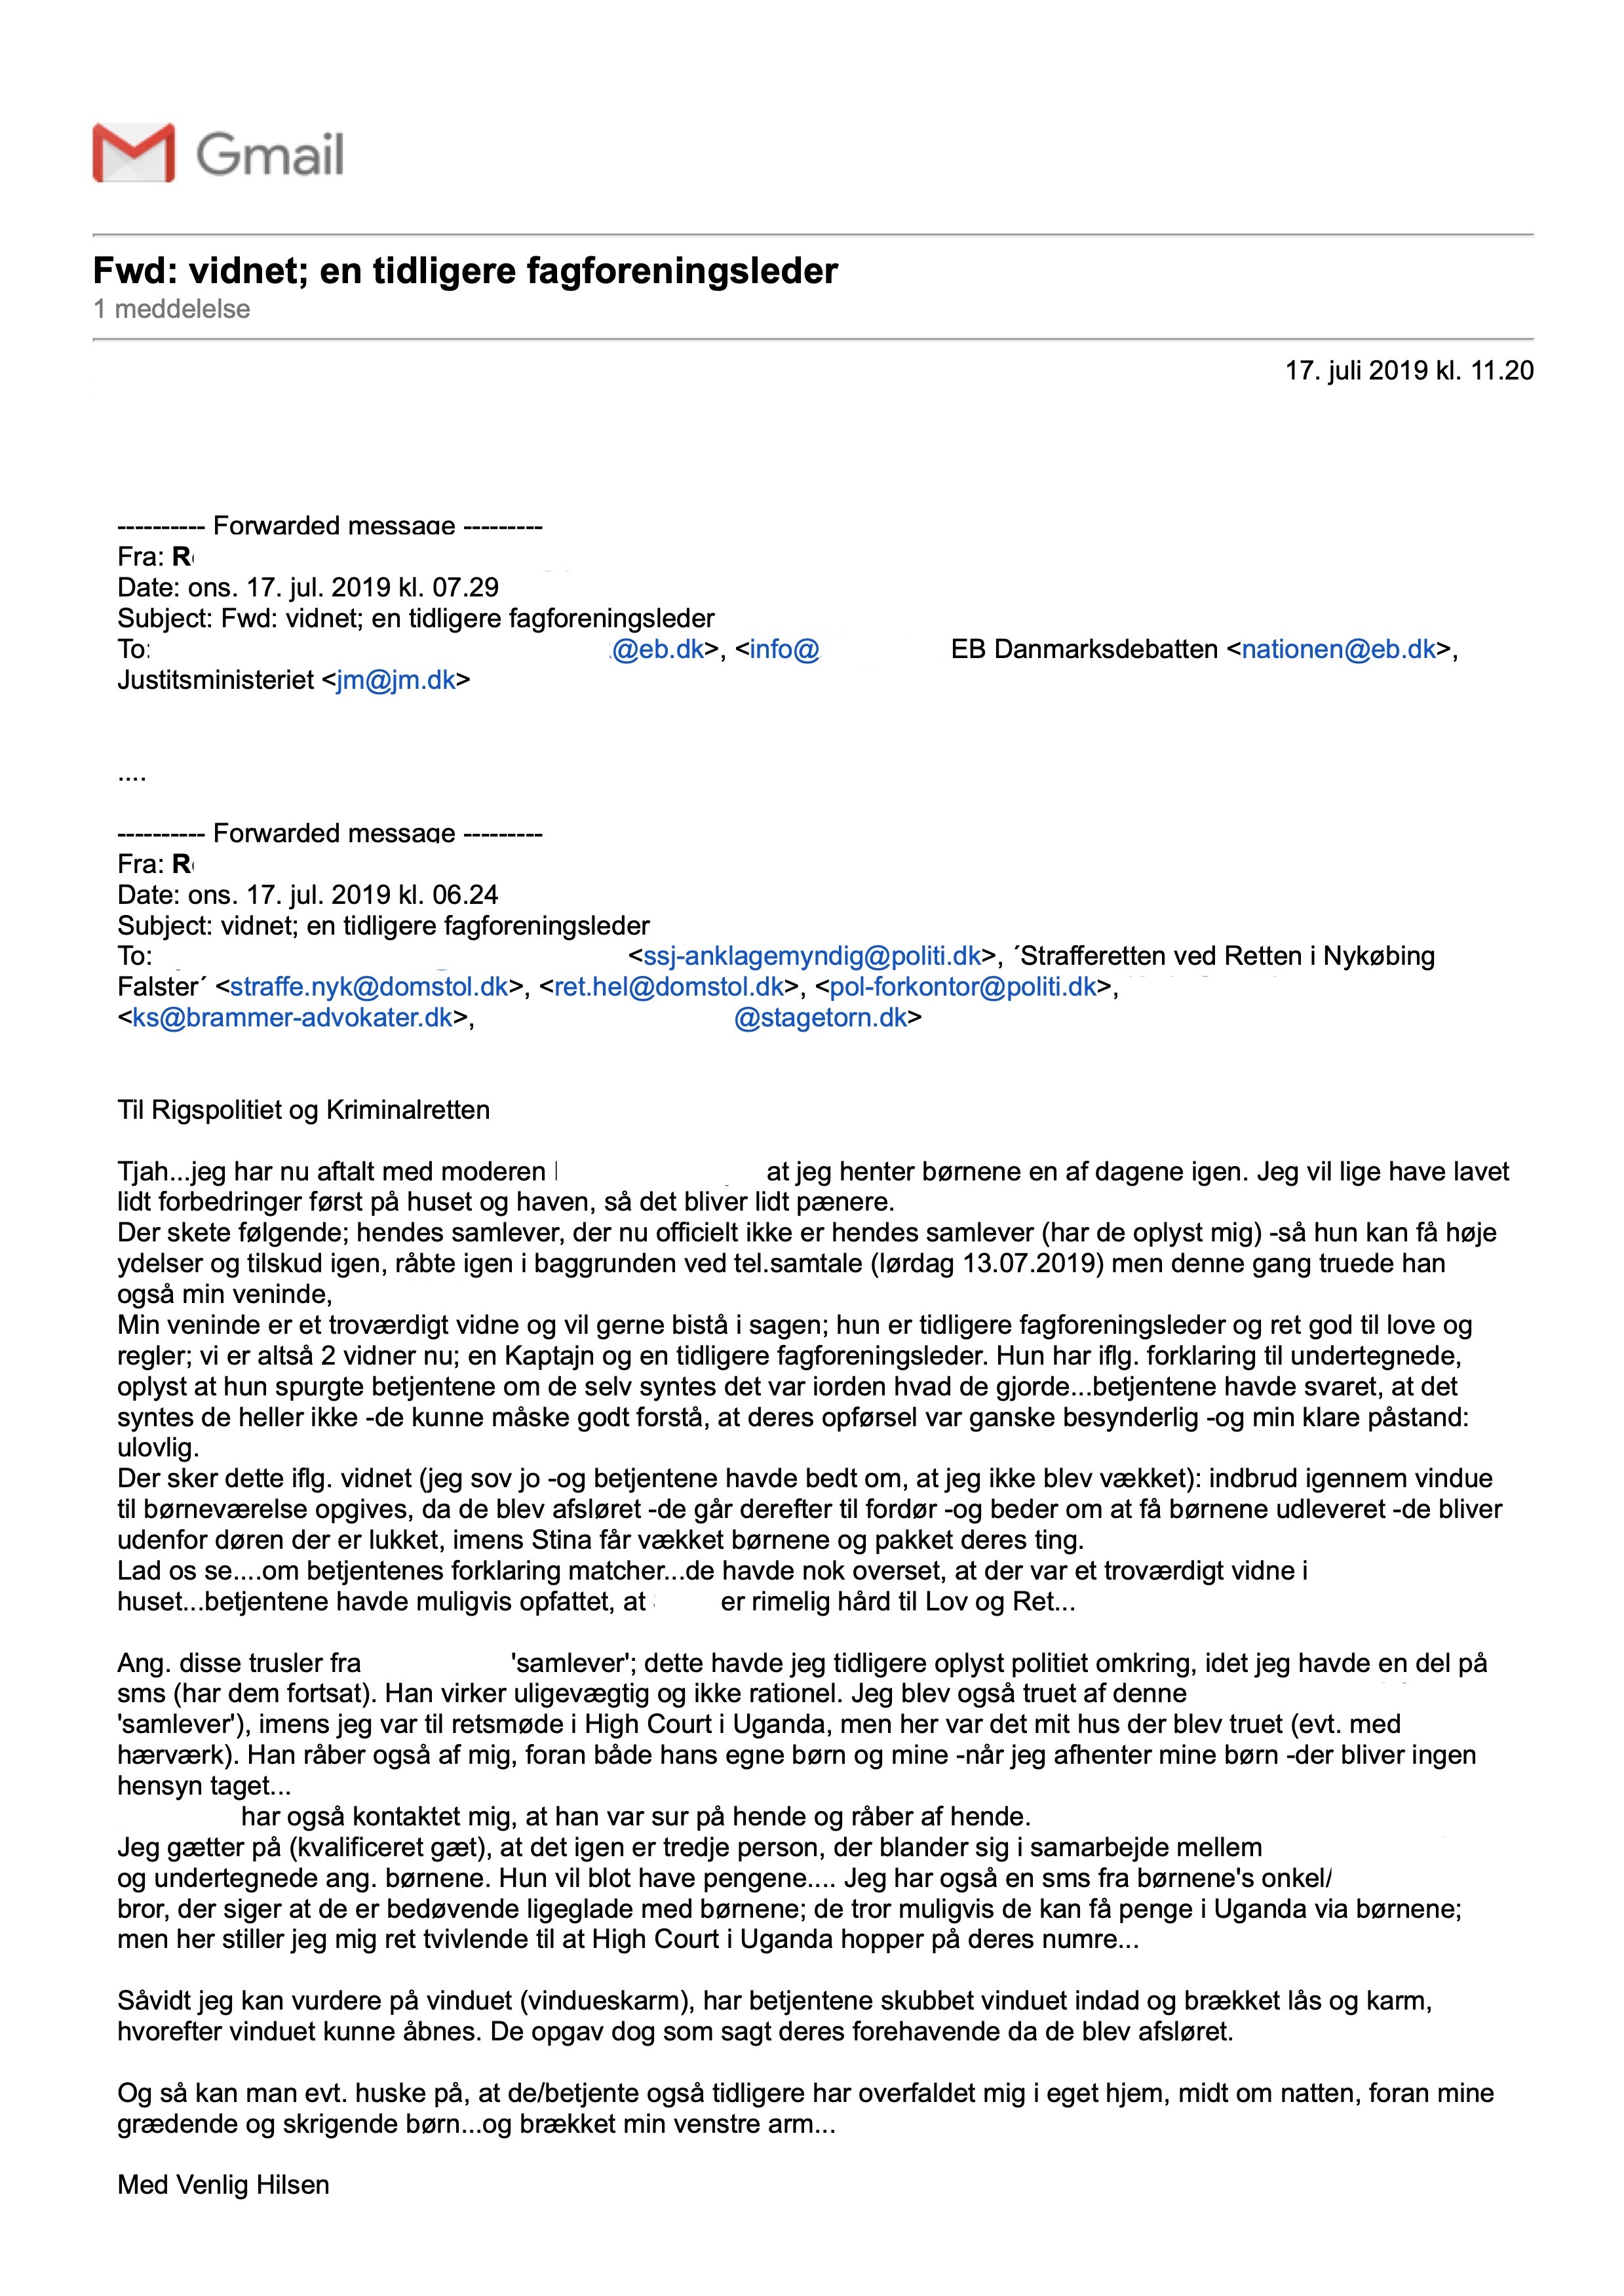 Gmail
Fwd: vidnet; en tidligere fagforeningsleder
1 meddelelse
17. juli 2019 kl. 11.20
---------- Forwarded message ---------
Fra:
Date: ons. 17. jul. 2019 kl. 07.29
Subject: Fwd: vidnet; en tidligere fagforeningsleder
To: @eb.dk>, <info@ EB Danmarksdebatten <nationen@eb.dk>,
Justitsministeriet <jm@jm.dk>
....
---------- Forwarded message ---------
Fra:
Date: ons. 17. jul. 2019 kl. 06.24
Subject: vidnet; en tidligere fagforeningsleder
To: <ssj-anklagemyndig@politi.dk>, ´Strafferetten ved Retten i Nykøbing
Falster´ <straffe.nyk@domstol.dk>, <ret.hel@domstol.dk>, <pol-forkontor@politi.dk>,
<ks@brammer-advokater.dk>, @stagetorn.dk>
Til Rigspolitiet og Kriminalretten
Tjah...jeg har nu aftalt med moderen at jeg henter børnene en af dagene igen. Jeg vil lige have lavet
lidt forbedringer først på huset og haven, så det bliver lidt pænere.
Der skete følgende; hendes samlever, der nu officielt ikke er hendes samlever (har de oplyst mig) -så hun kan få høje
ydelser og tilskud igen, råbte igen i baggrunden ved tel.samtale (lørdag 13.07.2019) men denne gang truede han
også min veninde,
Min veninde er et troværdigt vidne og vil gerne bistå i sagen; hun er tidligere fagforeningsleder og ret god til love og
regler; vi er altså 2 vidner nu; en Kaptajn og en tidligere fagforeningsleder. Hun har iflg. forklaring til undertegnede,
oplyst at hun spurgte betjentene om de selv syntes det var iorden hvad de gjorde...betjentene havde svaret, at det
syntes de heller ikke -de kunne måske godt forstå, at deres opførsel var ganske besynderlig -og min klare påstand:
ulovlig.
Der sker dette iflg. vidnet (jeg sov jo -og betjentene havde bedt om, at jeg ikke blev vækket): indbrud igennem vindue
til børneværelse opgives, da de blev afsløret -de går derefter til fordør -og beder om at få børnene udleveret -de bliver
udenfor døren der er lukket, imens Stina får vækket børnene og pakket deres ting.
Lad os se....om betjentenes forklaring matcher...de havde nok overset, at der var et troværdigt vidne i
huset...betjentene havde muligvis opfattet, at er rimelig hård til Lov og Ret...
Ang. disse trusler fra 'samlever'; dette havde jeg tidligere oplyst politiet omkring, idet jeg havde en del på
sms (har dem fortsat). Han virker uligevægtig og ikke rationel. Jeg blev også truet af denne
'samlever'), imens jeg var til retsmøde i High Court i Uganda, men her var det mit hus der blev truet (evt. med
hærværk). Han råber også af mig, foran både hans egne børn og mine -når jeg afhenter mine børn -der bliver ingen
hensyn taget...
har også kontaktet mig, at han var sur på hende og råber af hende.
Jeg gætter på (kvalificeret gæt), at det igen er tredje person, der blander sig i samarbejde mellem
og undertegnede ang. børnene. Hun vil blot have pengene.... Jeg har også en sms fra børnene's onkel/
bror, der siger at de er bedøvende ligeglade med børnene; de tror muligvis de kan få penge i Uganda via børnene;
men her stiller jeg mig ret tvivlende til at High Court i Uganda hopper på deres numre...
Såvidt jeg kan vurdere på vinduet (vindueskarm), har betjentene skubbet vinduet indad og brækket lås og karm,
hvorefter vinduet kunne åbnes. De opgav dog som sagt deres forehavende da de blev afsløret.
Og så kan man evt. huske på, at de/betjente også tidligere har overfaldet mig i eget hjem, midt om natten, foran mine
grædende og skrigende børn...og brækket min venstre arm...
Med Venlig Hilsen